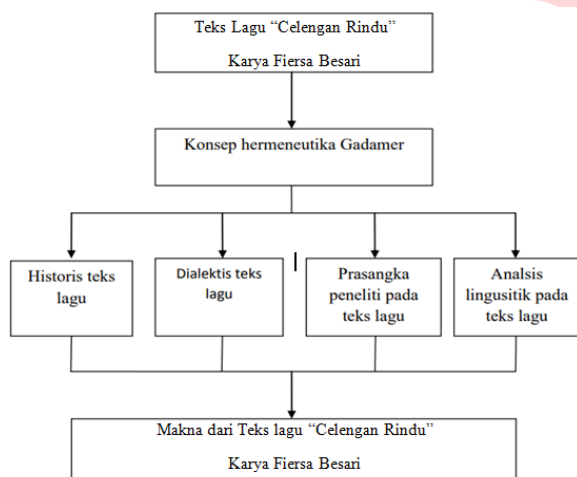 Teks Lagu “Celengan Rindu”
Karya Fiersa Besari
Konsep hermeneutika Gadamer
Historis teks
lagu
Dialektis teks
lagu
Prasangka
peneliti pada
teks lagu
Analsis
lingusitik pada
teks lagu
Makna dari Teks lagu “Celengan Rindu”
Karya Fiersa Besari